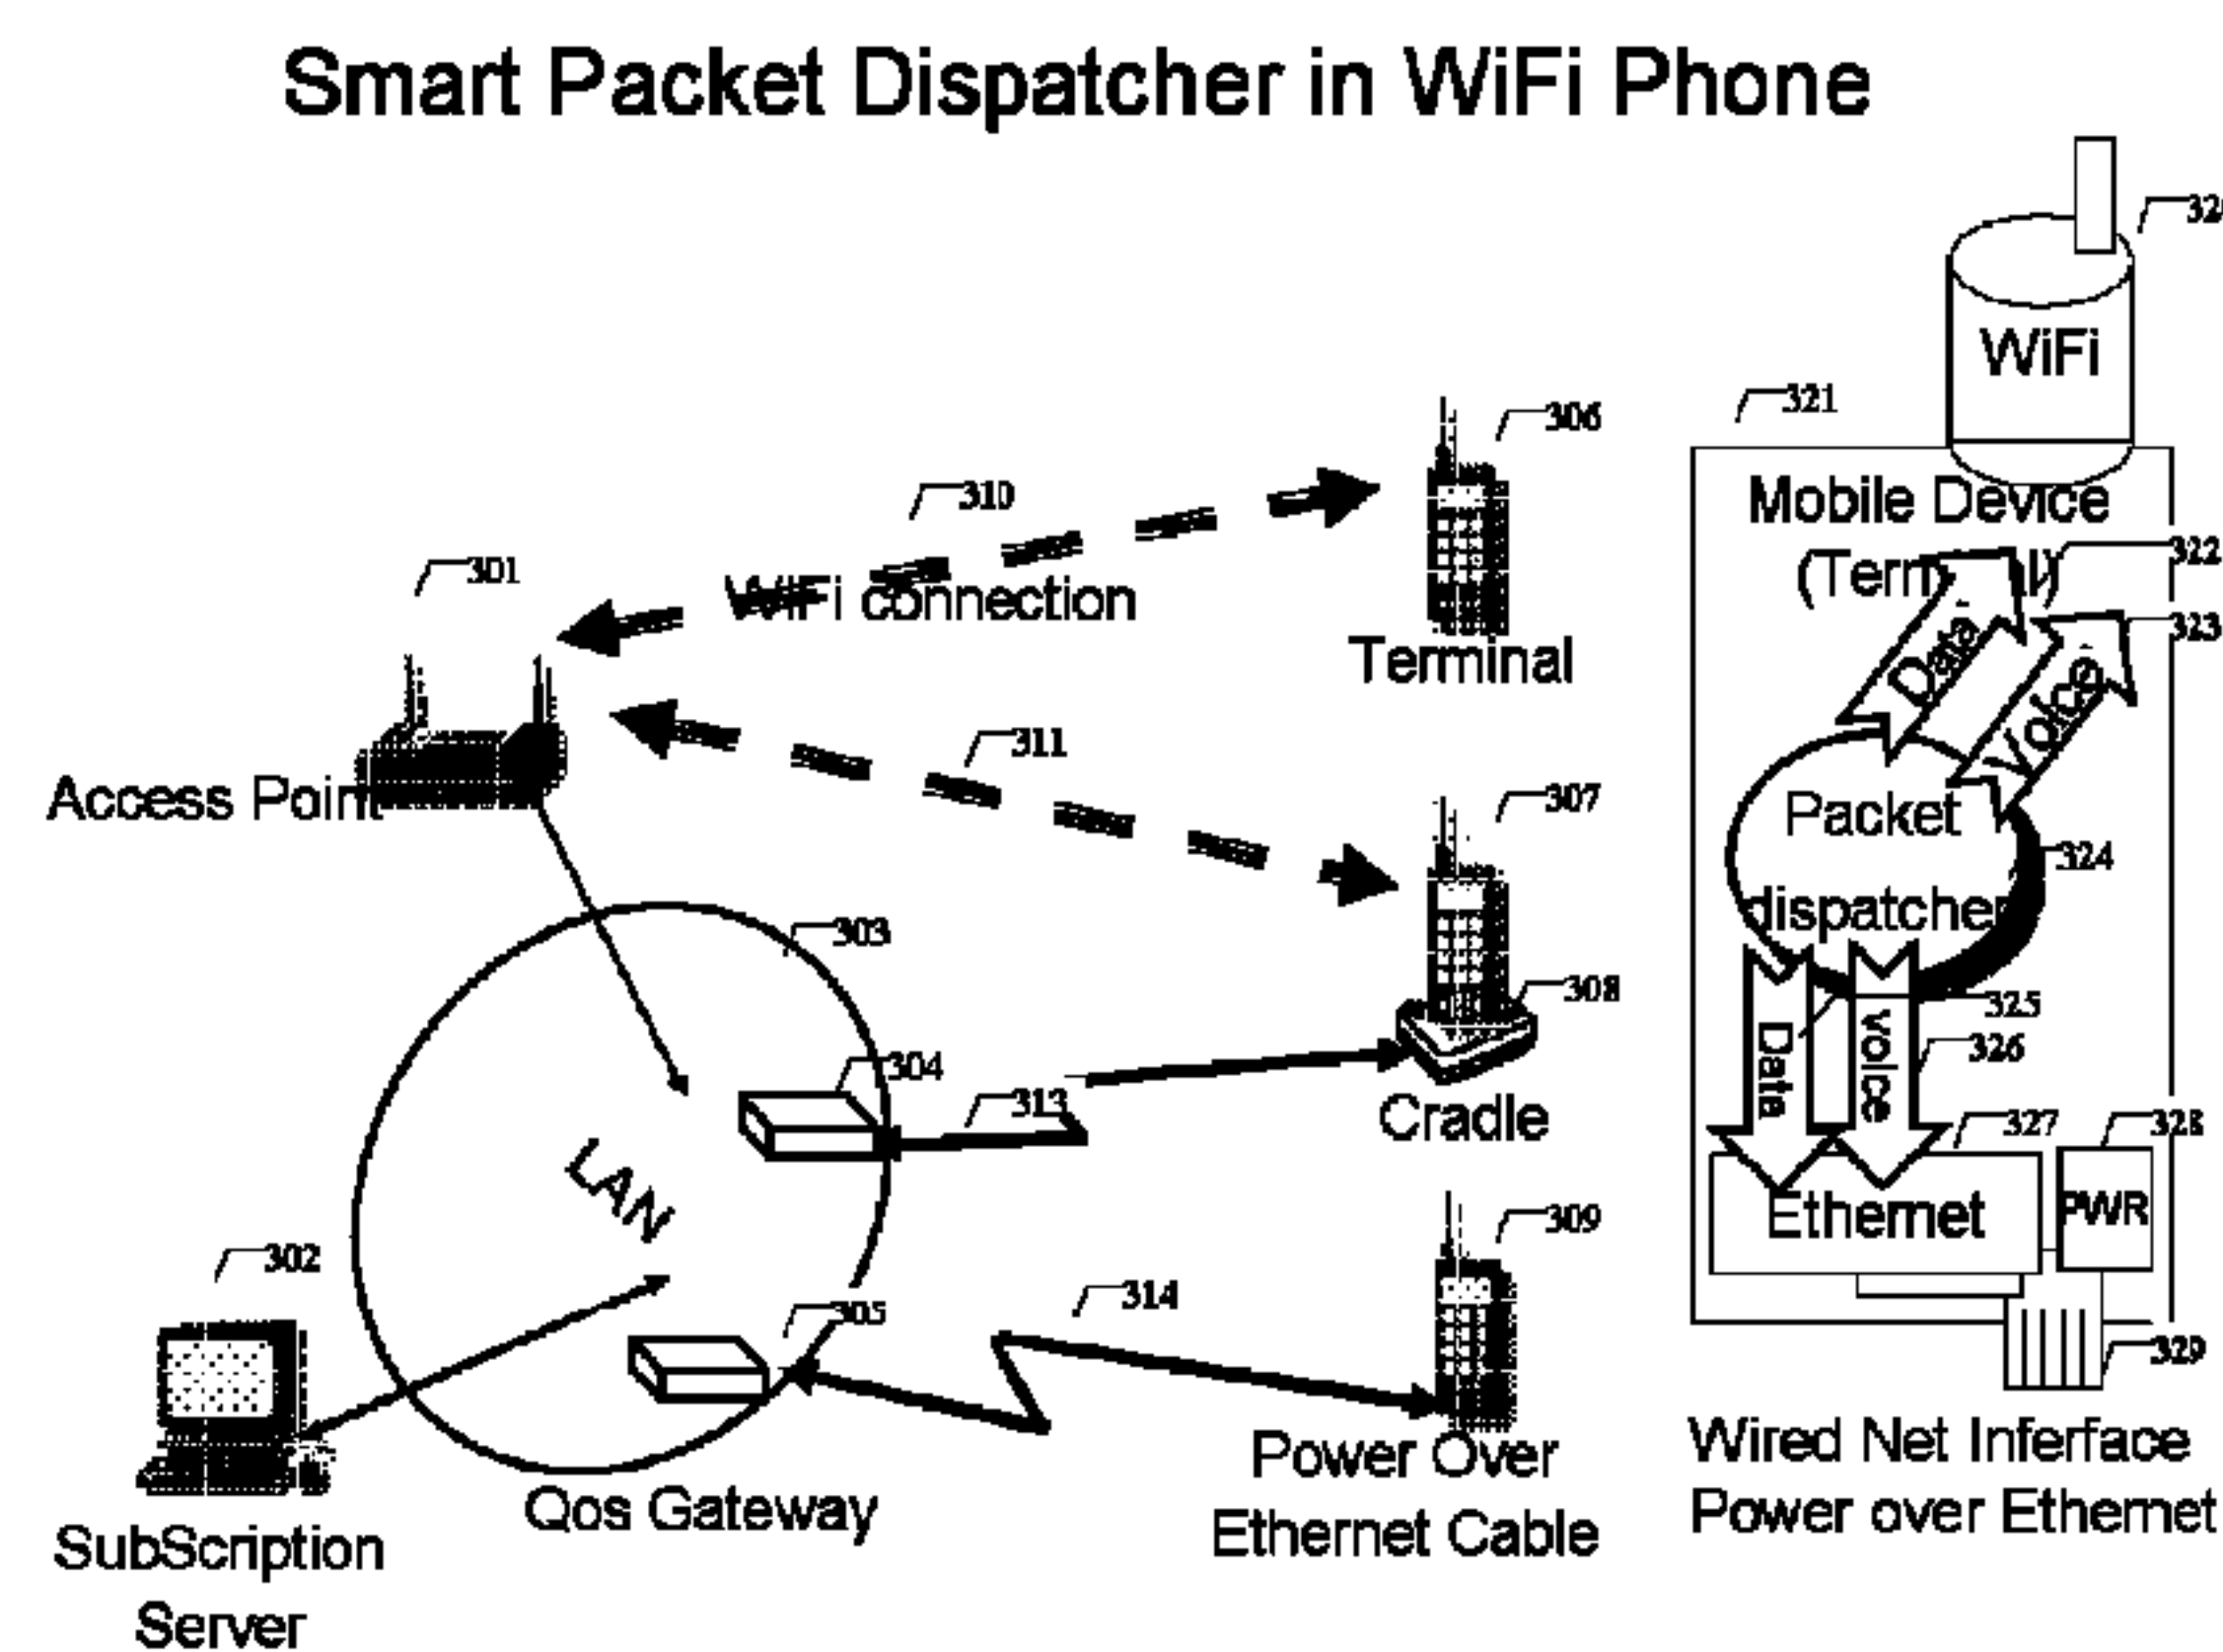 Smart Packet Dispatcher in WiFi Phone
WiFi
321
306
310
Mobile Device
322
301
WiFi connection
323
Terminal
Data
Voice
311
307
Access Point
Packet
324
dispatcher
303
308
325
Data
voice
326
304
313
Cradle
327
328
LAN
Ethernet
PWR
309
302
314
305
329
Power Over
Ethernet Cable
Wired Net Inferface
Power over Ethernet
Qos Gateway
SubScription
Server